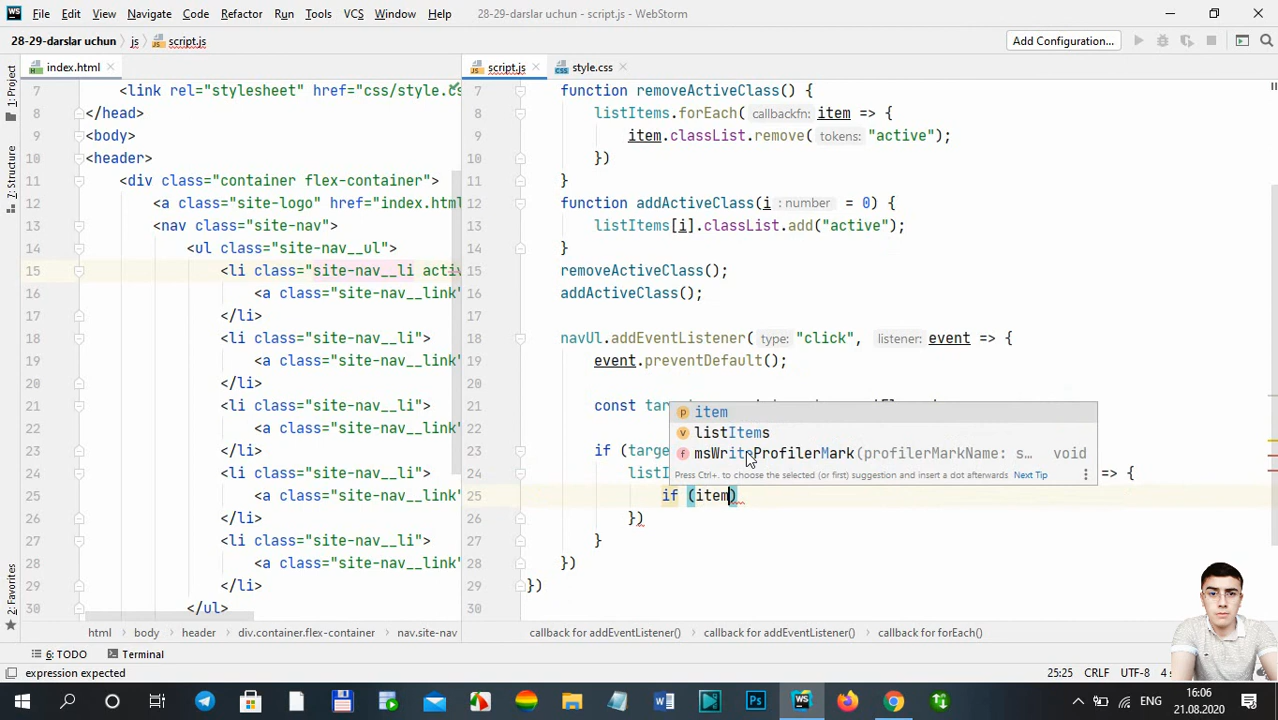 WS File Edit View Navigate Code Refactor Run Tools VCS Window Help 28-29-darslar uchun - script.js - WebStorm
28-29-darslar uchun js script.js Add Configuration...
1: Project
7: Structure
2: Favorites
index.html
7 <link rel="stylesheet" href="css/style.cs
8 </head>
9 <body>
10 <header>
11 <div class="container flex-container">
12 <a class="site-logo" href="index.html
13 <nav class="site-nav">
14 <ul class="site-nav__ul">
15 <li class="site-nav__li activ
16 <a class="site-nav__link"
17 </li>
18 <li class="site-nav__li">
19 <a class="site-nav__link"
20 </li>
21 <li class="site-nav__li">
22 <a class="site-nav__link"
23 </li>
24 <li class="site-nav__li">
25 <a class="site-nav__link"
26 </li>
27 <li class="site-nav__li">
28 <a class="site-nav__link"
29 </li>
30 </ul>
html body header div.container.flex-container nav.site-nav
script.js style.css
7 function removeActiveClass() {
8 listItems.forEach( callbackfn: item => {
9 item.classList.remove( tokens: "active");
10 })
11 }
12 function addActiveClass(i : number = 0) {
13 listItems[i].classList.add("active");
14 }
15 removeActiveClass();
16 addActiveClass();
17
18 navUl.addEventListener( type: "click", listener: event => {
19 event.preventDefault();
20
21 const tar
22
23 if (targe
24 listI => {
25 if (item)
26 })
27 }
28 })
29 })
30
item
listItems
msWriteProfilerMark(profilerMarkName: s... void
Press Ctrl+. to choose the selected (or first) suggestion and insert a dot afterwards Next Tip
callback for addEventListener() callback for addEventListener() callback for forEach()
6: TODO Terminal
expression expected 25:25 CRLF UTF-8 4 s
ENG 16:06
21.08.2020